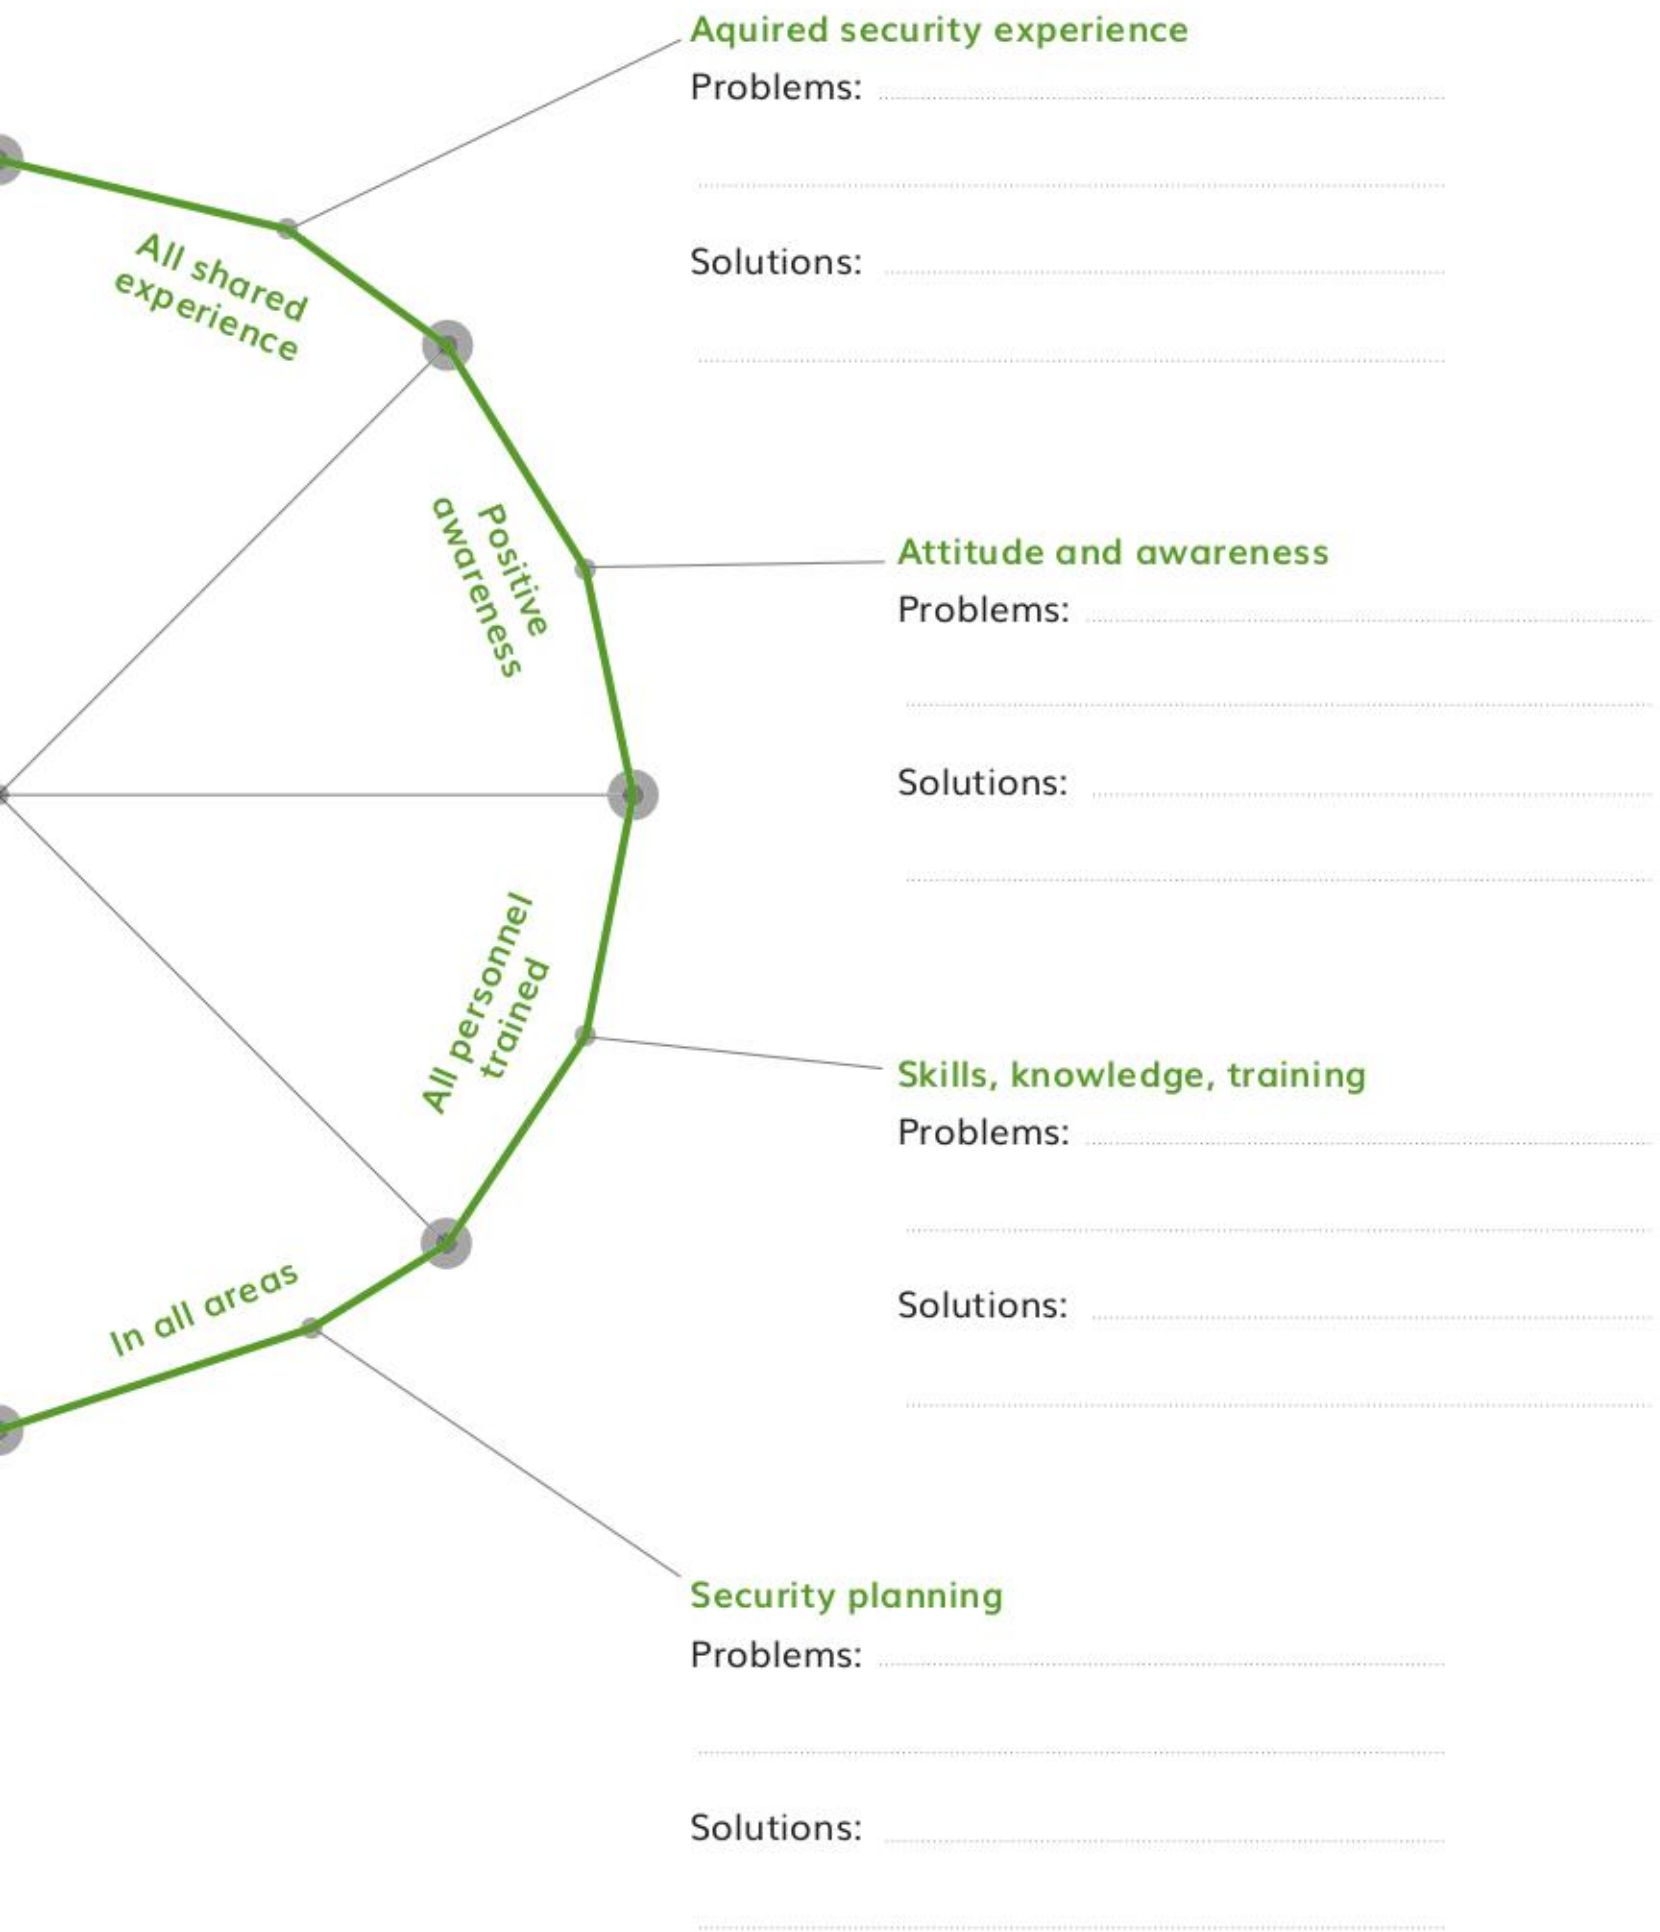 Aquired security experience
Problems:
Solutions:
All shared
experience
Positive
awareness
Attitude and awareness
Problems:
Solutions:
All personnel
trained
Skills, knowledge, training
Problems:
Solutions:
In all areas
Security planning
Problems:
Solutions: